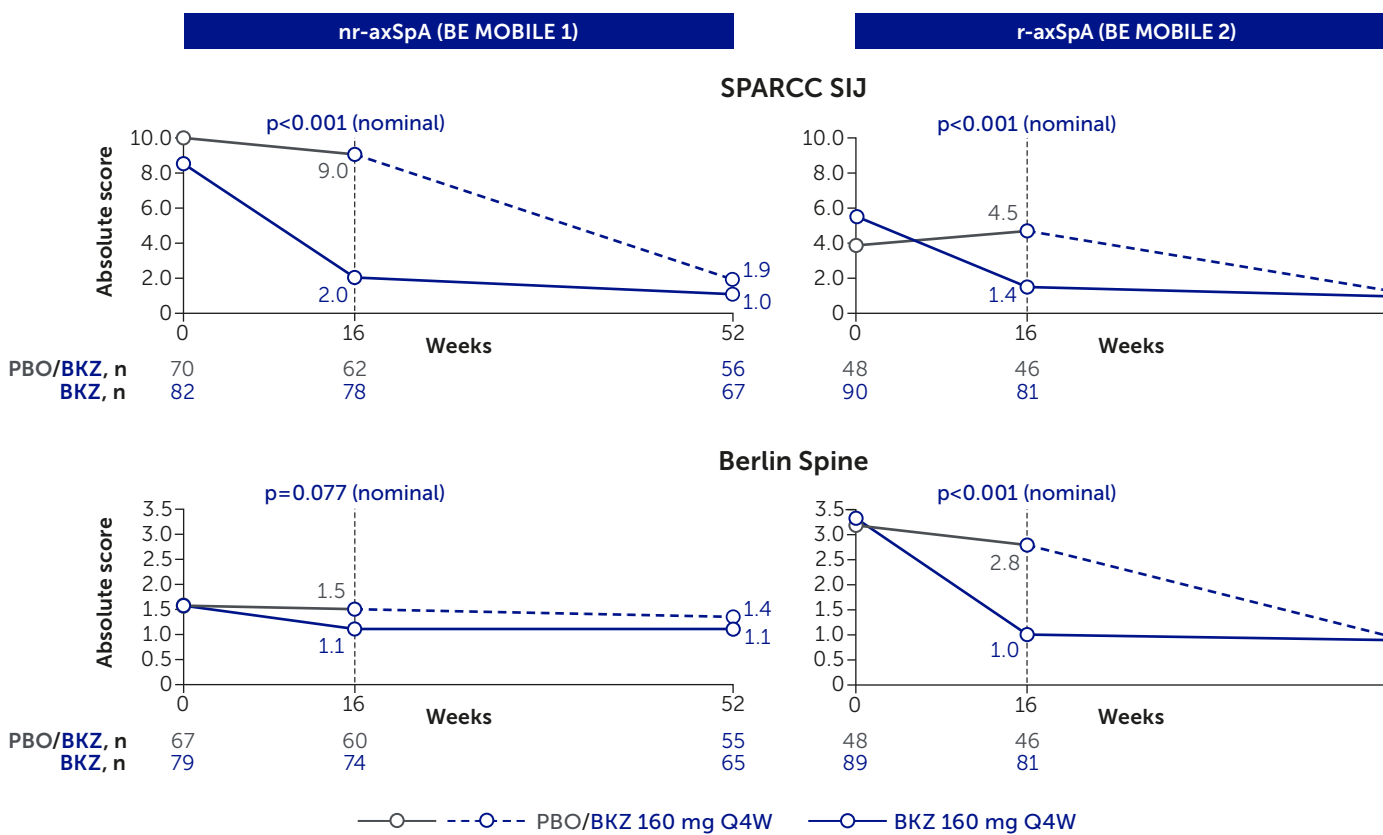 nr-axSpA (BE MOBILE 1) r-axSpA (BE MOBILE 2)
SPARCC SIJ
p<0.001 (nominal) p<0.001 (nominal)
Absolute score
10.0 8.0 6.0 4.0 2.0 0
9.0 2.0 1.9 1.0
10.0 8.0 6.0 4.0 2.0 0
4.5 1.4
0 16 52 0 16
Weeks Weeks
PBO/BKZ, n 70 62 56 48 46
BKZ, n 82 78 67 90 81
Berlin Spine
p=0.077 (nominal) p<0.001 (nominal)
Absolute score
3.5 3.0 2.5 2.0 1.5 1.0 0.5 0
1.5 1.1 1.4 1.1
3.5 3.0 2.5 2.0 1.5 1.0 0.5 0
2.8 1.0
0 16 52 0 16
Weeks Weeks
PBO/BKZ, n 67 60 55 48 46
BKZ, n 79 74 65 89 81
PBO/BKZ 160 mg Q4W BKZ 160 mg Q4W